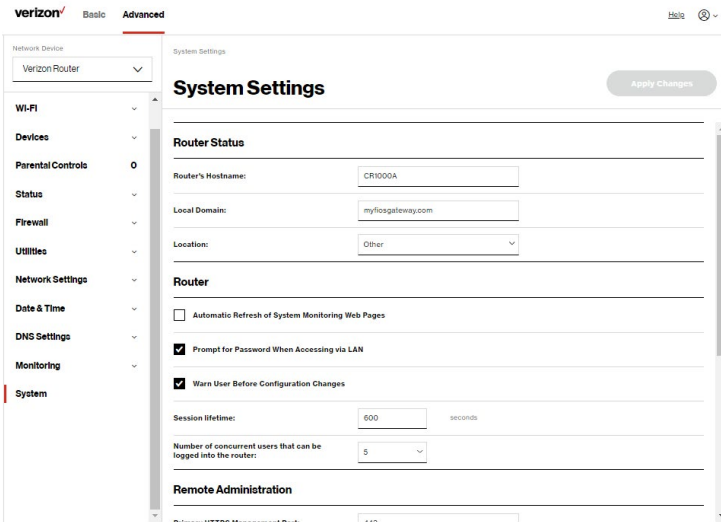 verizon
Basic
Advanced
Help
Network Device
Verizon Router
Wi-Fi
Devices
Parental Controls
0
Status
Firewall
Utilities
Network Settings
Date & Time
DNS Settings
Monitoring
System
System Settings
System Settings
Apply Changes
Router Status
Router's Hostname:
CR1000A
Local Domain:
myfiosgateway.com
Location:
Other
Router
Automatic Refresh of System Monitoring Web Pages
Prompt for Password When Accessing via LAN
Warn User Before Configuration Changes
Session lifetime:
600
seconds
Number of concurrent users that can be
logged into the router:
5
Remote Administration